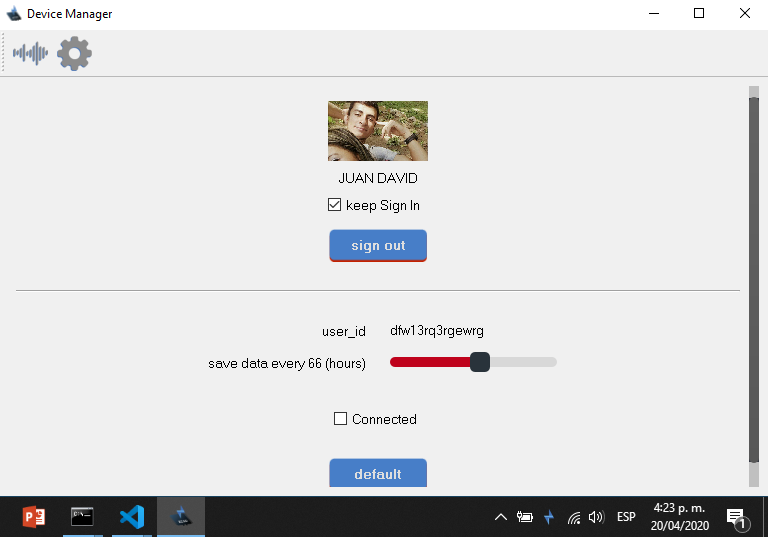 Device Manager
JUAN DAVID
keep Sign In
sign out
user_id dfw13rq3rgewrg
save data every 66 (hours)
Connected
default
ESP
4:23 p. m.
20/04/2020
1